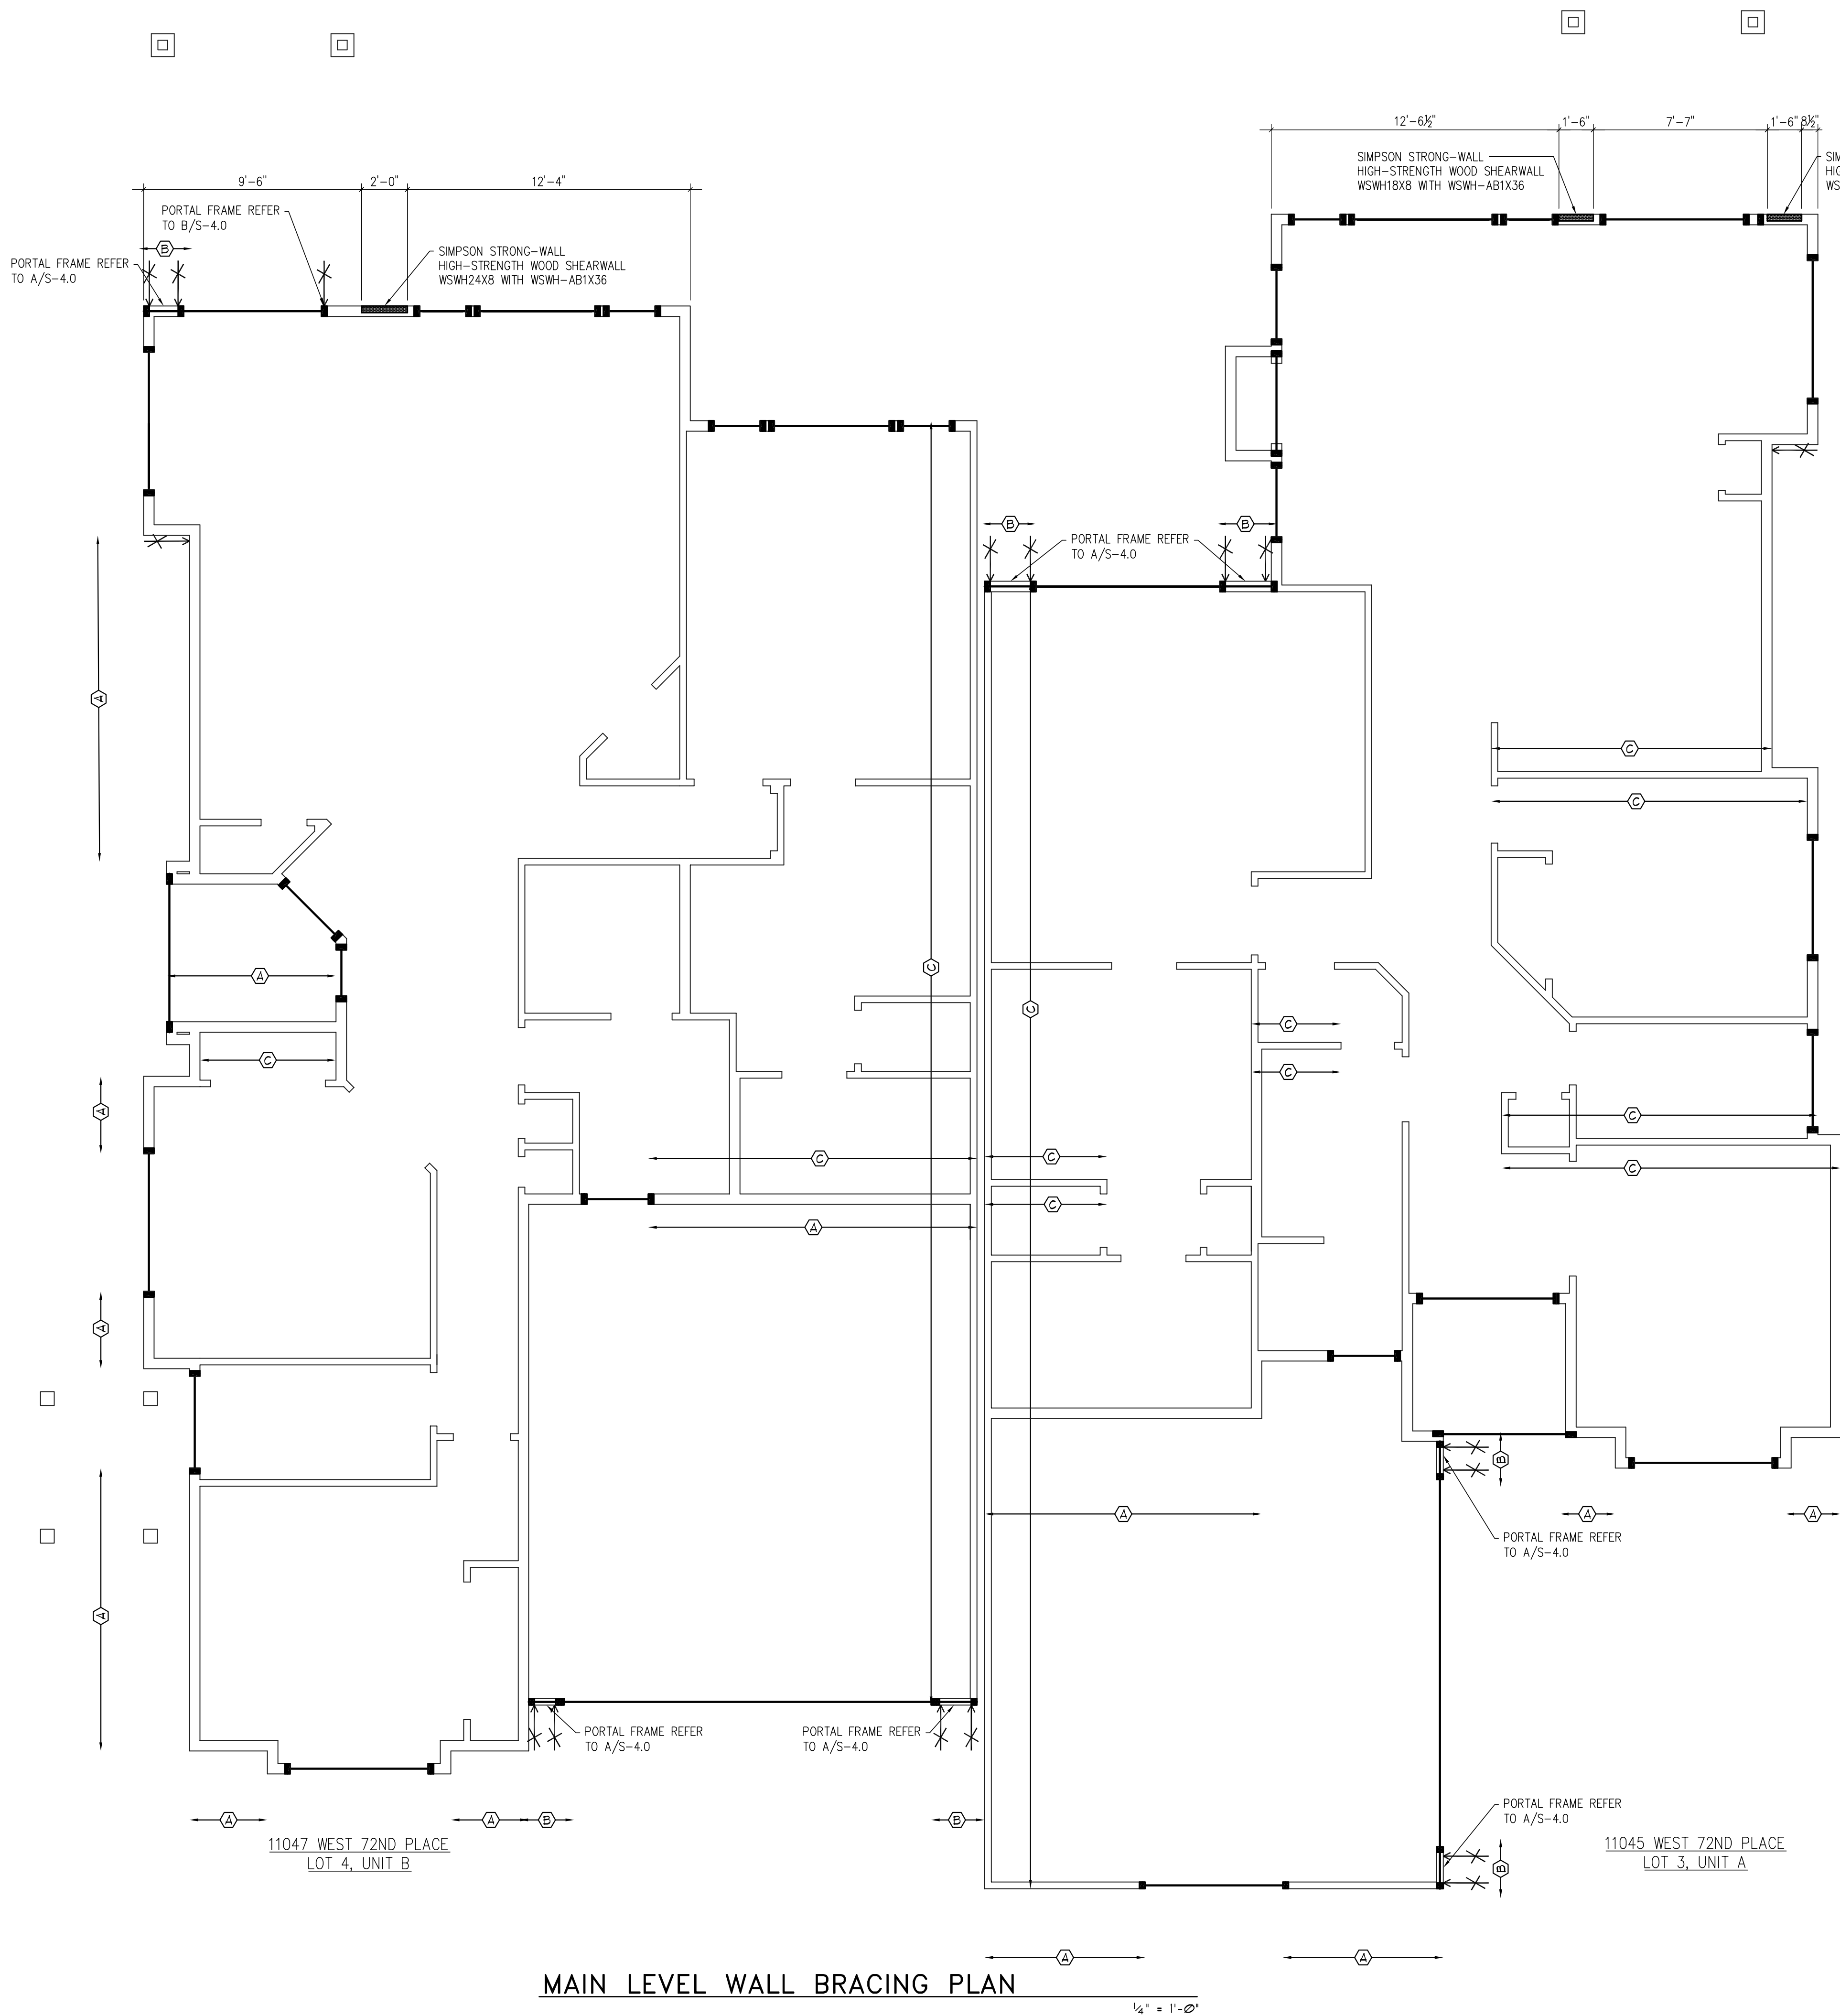 12'-6½"
1'-6"
7'-7"
1'-6"
8½"
SIMPSON STRONG-WALL
HIGH-STRENGTH WOOD SHEARWALL
WSWH18X8 WITH WSWH-AB1X36
SIM
HIG
WS
9'-6"
2'-0"
12'-4"
PORTAL FRAME REFER
TO B/S-4.0
B
PORTAL FRAME REFER
TO A/S-4.0
SIMPSON STRONG-WALL
HIGH-STRENGTH WOOD SHEARWALL
WSWH24X8 WITH WSWH-AB1X36
B
B
PORTAL FRAME REFER
TO A/S-4.0
A
C
C
C
A
C
C
C
C
A
C
C
C
C
C
C
A
A
B
A
A
A
PORTAL FRAME REFER
TO A/S-4.0
A
PORTAL FRAME REFER
TO A/S-4.0
PORTAL FRAME REFER
TO A/S-4.0
PORTAL FRAME REFER
TO A/S-4.0
A
A
B
B
B
11047 WEST 72ND PLACE
LOT 4, UNIT B
11045 WEST 72ND PLACE
LOT 3, UNIT A
A
A
MAIN LEVEL WALL BRACING PLAN
¼" = 1'-0"